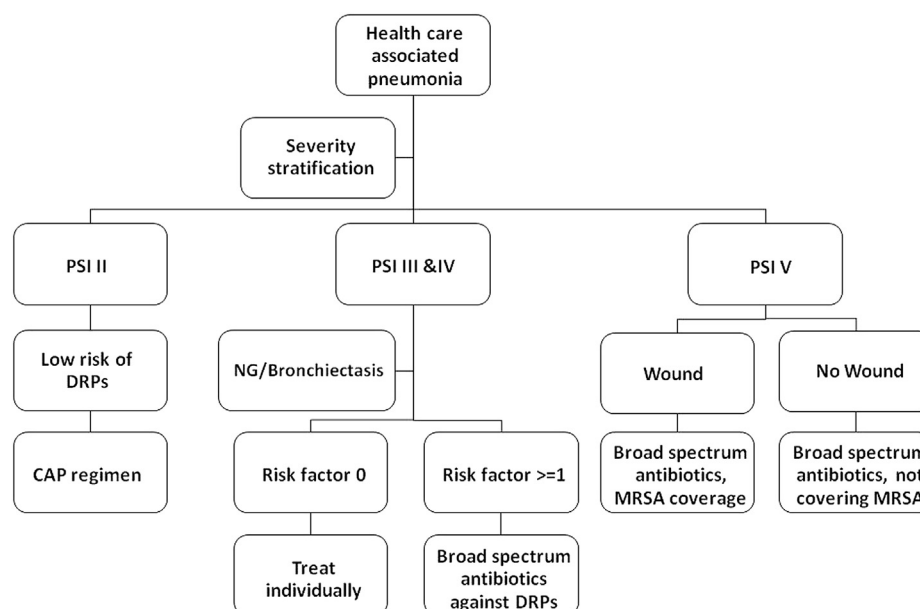 Health care
associated
pneumonia
Severity
stratification
PSI II
PSI III &IV
PSI V
Low risk of
DRPs
NG/Bronchiectasis
Wound
No Wound
CAP regimen
Risk factor 0
Risk factor >=1
Broad spectrum
antibiotics,
MRSA coverage
Broad spectrum
antibiotics, not
covering MRSA
Treat
individually
Broad spectrum
antibiotics
against DRPs